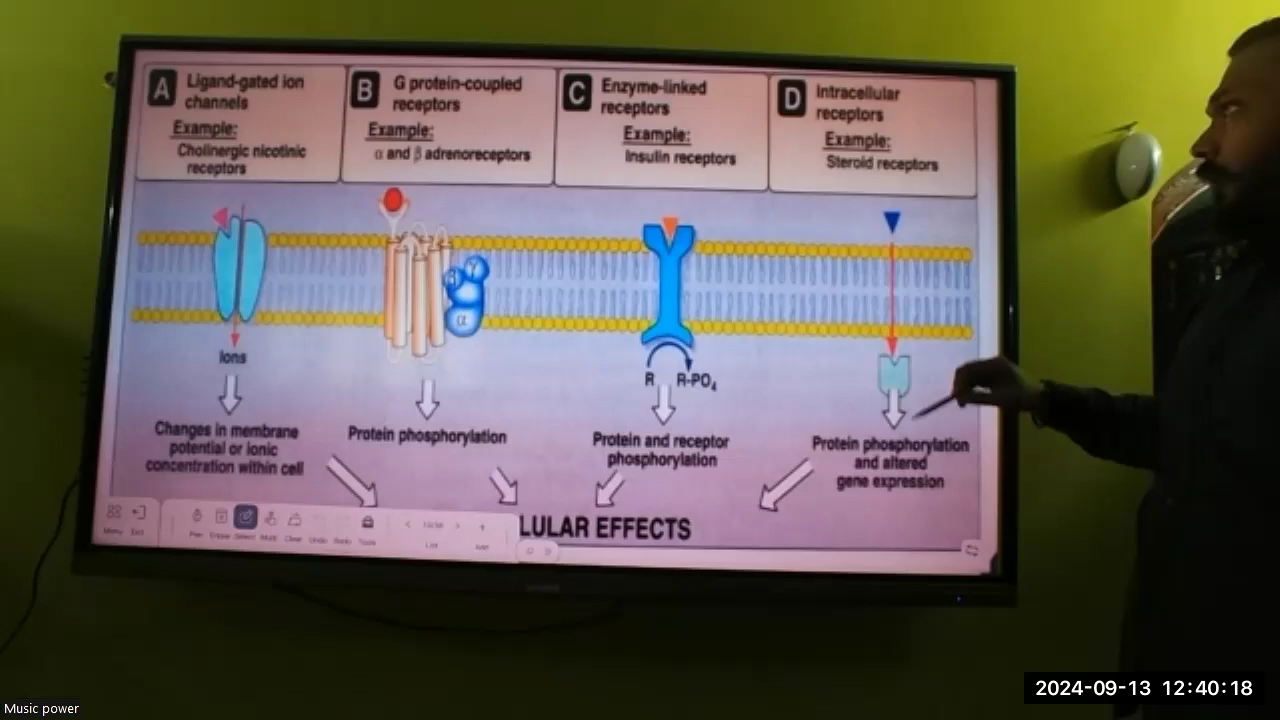 A
Ligand-gated ion
channels
Example:
Cholinergic nicotinic
receptors
B
G protein-coupled
receptors
Example:
α and β adrenoreceptors
C
Enzyme-linked
receptors
Example:
Insulin receptors
D
Intracellular
receptors
Example:
Steroid receptors
β γ
α
Ions
R R-PO4
Changes in membrane
potential or ionic
concentration within cell
Protein phosphorylation
Protein and receptor
phosphorylation
Protein phosphorylation
and altered
gene expression
LULAR EFFECTS
Menu Exit Pen Erase Select Multi Clear Undo Redo Tools
List Add
2024-09-13 12:40:18
Music power